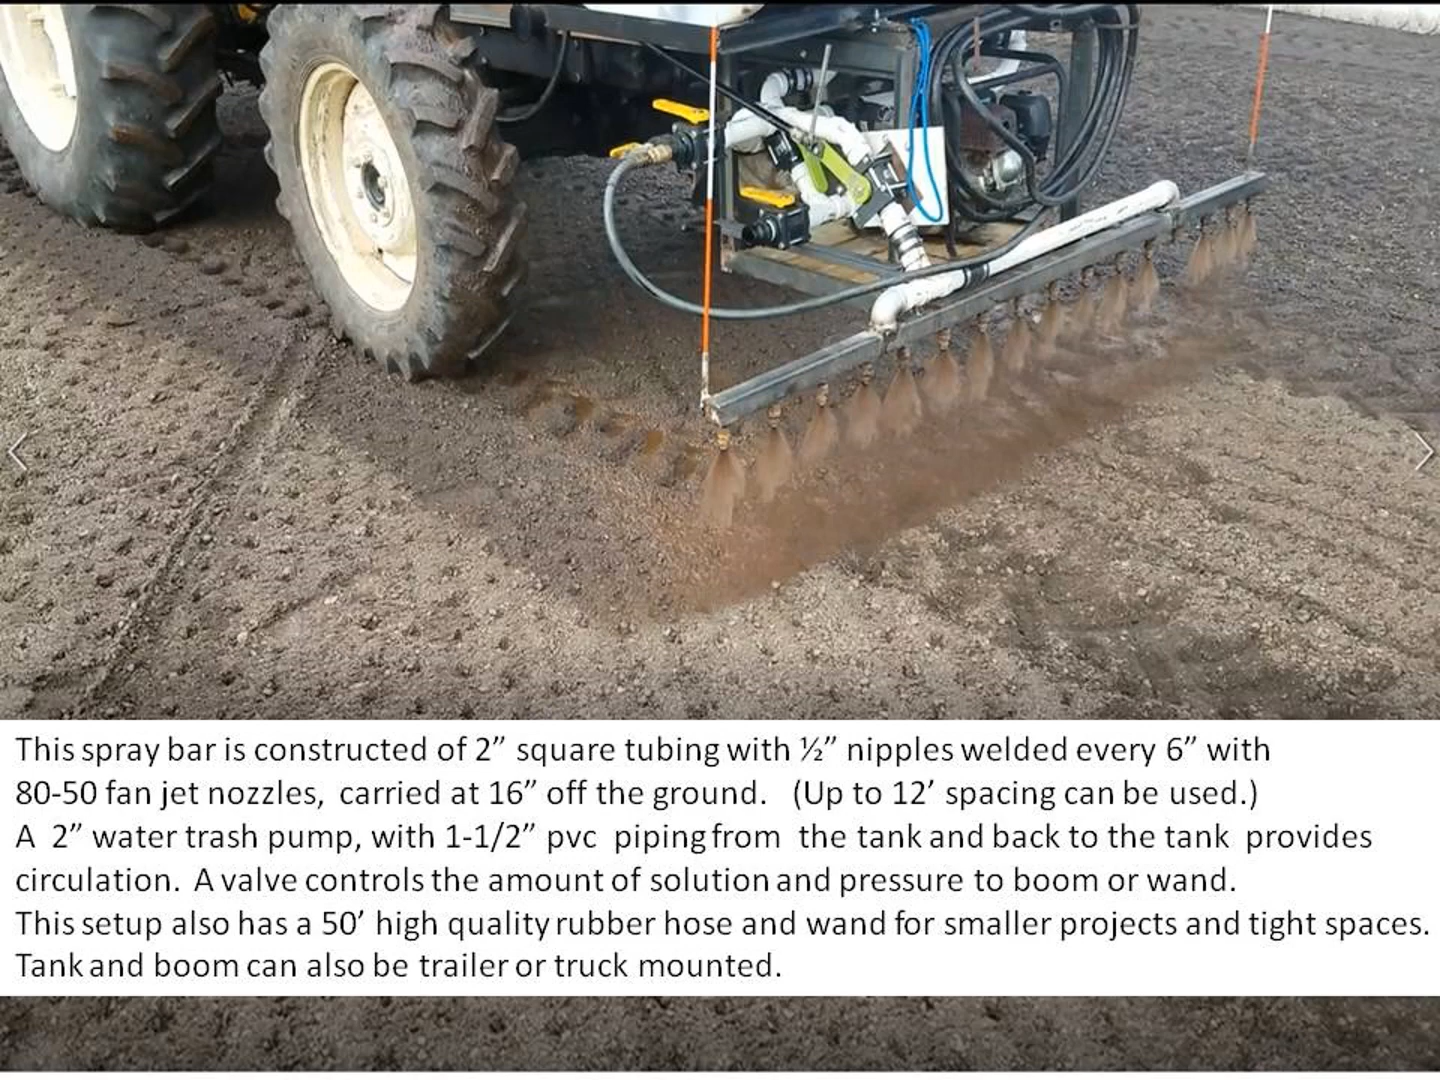 This spray bar is constructed of 2” square tubing with ½” nipples welded every 6” with
80-50 fan jet nozzles, carried at 16” off the ground. (Up to 12’ spacing can be used.)
A 2” water trash pump, with 1-1/2” pvc piping from the tank and back to the tank provides
circulation. A valve controls the amount of solution and pressure to boom or wand.
This setup also has a 50’ high quality rubber hose and wand for smaller projects and tight spaces.
Tank and boom can also be trailer or truck mounted.